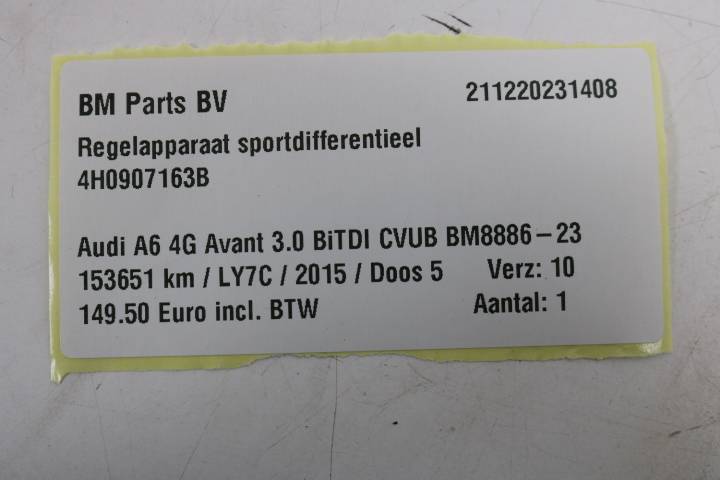 BM Parts BV 211220231408
Regelapparaat sportdifferentieel
4H0907163B
Audi A6 4G Avant 3.0 BiTDI CVUB BM8886-23
153651 km / LY7C / 2015 / Doos 5 Verz: 10
149.50 Euro incl. BTW Aantal: 1